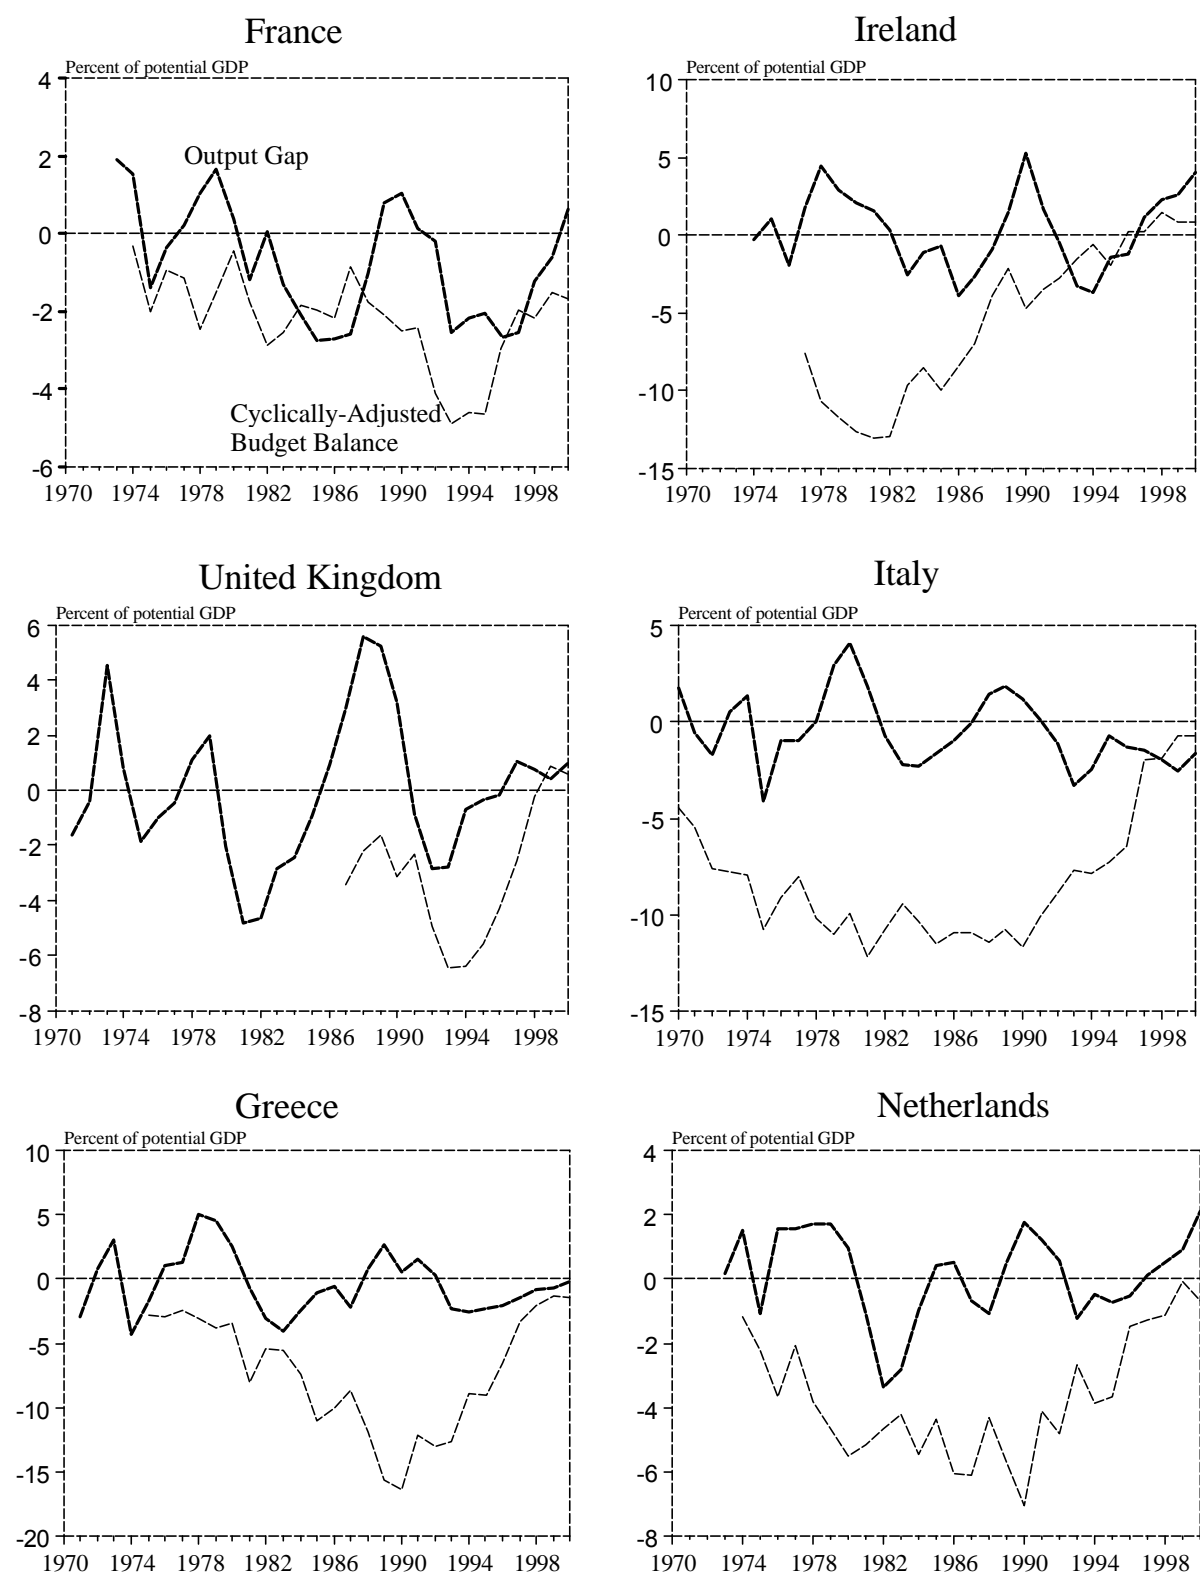 France
Percent of potential GDP
4
2
0
-2
-4
-6
Output Gap
Cyclically-Adjusted
Budget Balance
1970 1974 1978 1982 1986 1990 1994 1998
Ireland
Percent of potential GDP
10
5
0
-5
-10
-15
1970 1974 1978 1982 1986 1990 1994 1998
United Kingdom
Percent of potential GDP
6
4
2
0
-2
-4
-6
-8
1970 1974 1978 1982 1986 1990 1994 1998
Italy
Percent of potential GDP
5
0
-5
-10
-15
1970 1974 1978 1982 1986 1990 1994 1998
Greece
Percent of potential GDP
10
5
0
-5
-10
-15
-20
1970 1974 1978 1982 1986 1990 1994 1998
Netherlands
Percent of potential GDP
4
2
0
-2
-4
-6
-8
1970 1974 1978 1982 1986 1990 1994 1998